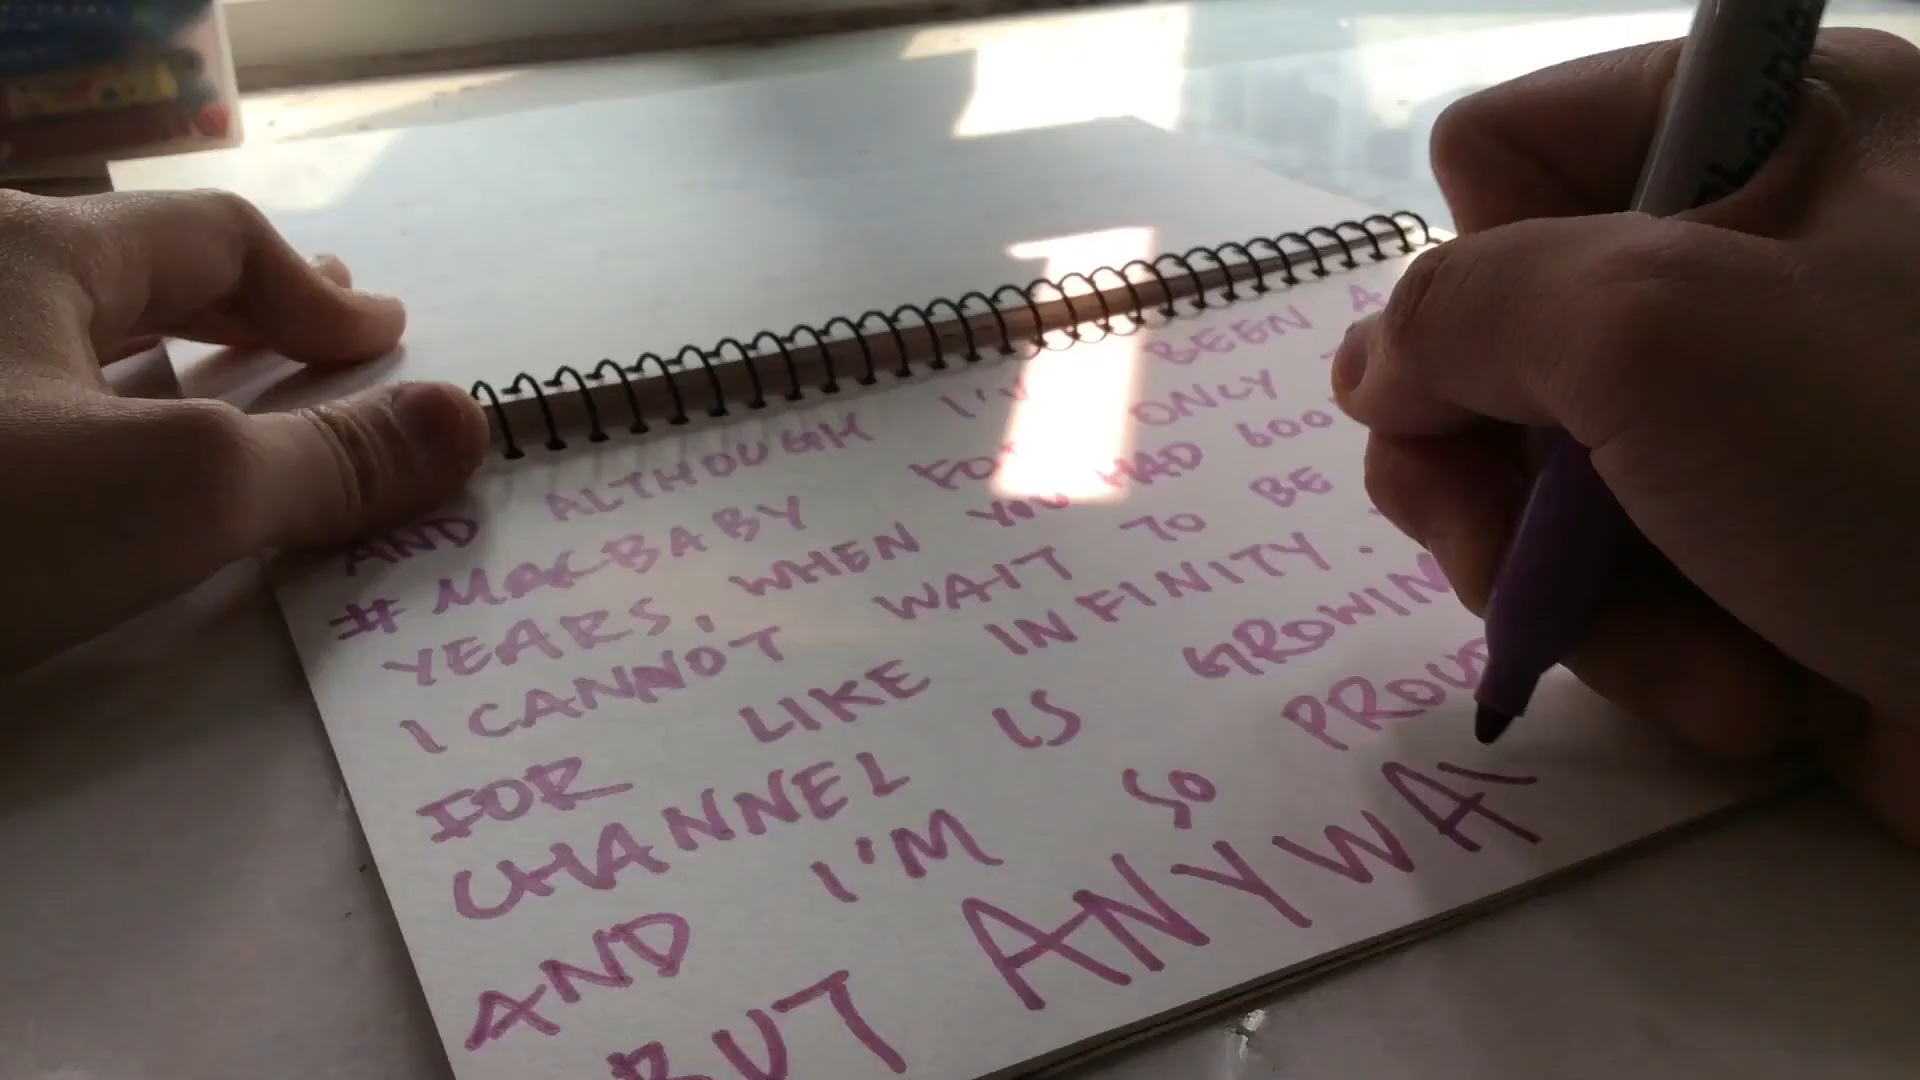 AND ALTHOUGH I'V BEEN A
#MACBABY FOR ONLY
YEARS, WHEN YOU HAD 600
I CANNOT WAIT TO BE
FOR LIKE INFINITY.
CHANNEL IS GROWIN
AND I'M SO PROUD
BUT ANYWA